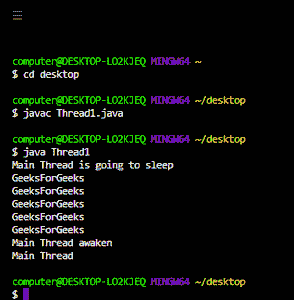 computer@DESKTOP-LO2KJEQ MINGW64 ~
$ cd desktop
computer@DESKTOP-LO2KJEQ MINGW64 ~/desktop
$ javac Thread1.java
computer@DESKTOP-LO2KJEQ MINGW64 ~/desktop
$ java Thread1
Main Thread is going to sleep
GeeksForGeeks
GeeksForGeeks
GeeksForGeeks
GeeksForGeeks
GeeksForGeeks
Main Thread awaken
Main Thread
computer@DESKTOP-LO2KJEQ MINGW64 ~/desktop
$